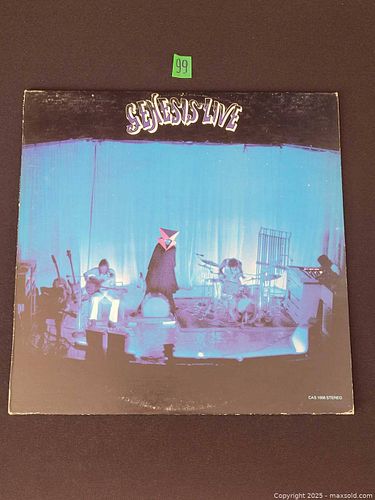 99
GENESIS LIVE
CAS 1666 STEREO
Copyright © 2025 - maxsold.com